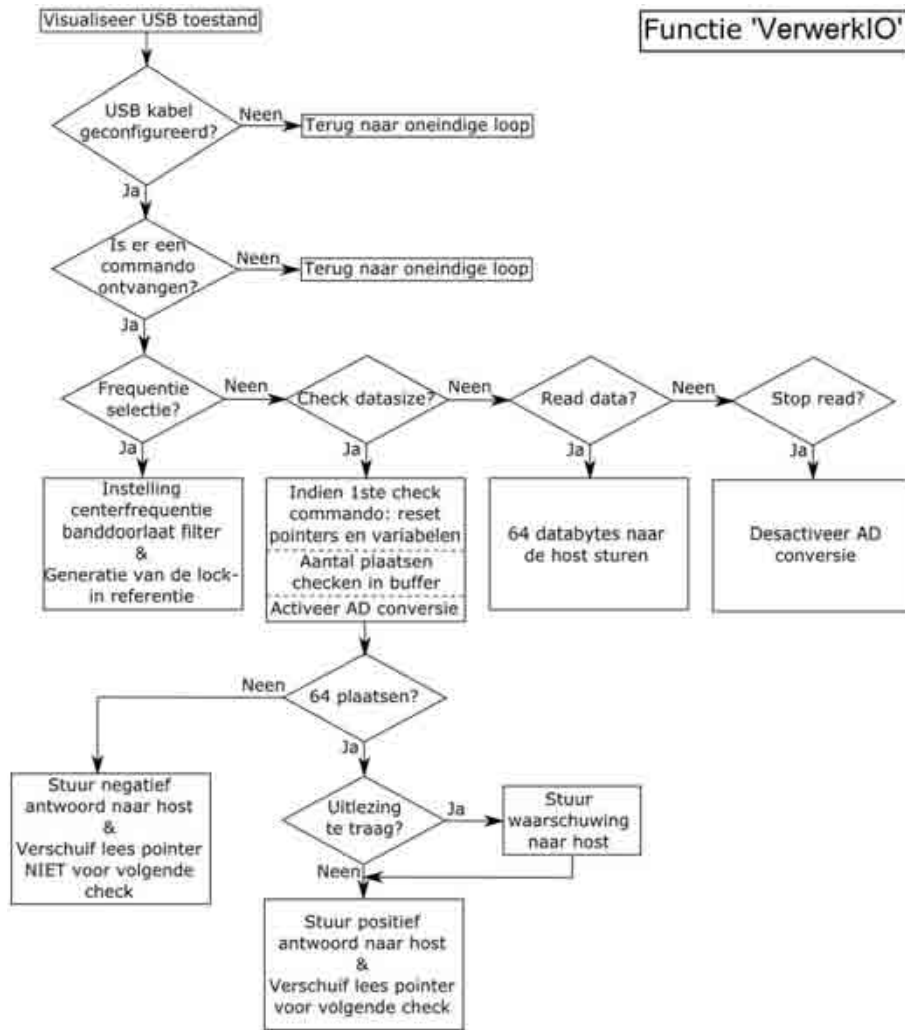 Visualiseer USB toestand
Functie 'VerwerkIO'
USB kabel
geconfigureerd?
Neen
Terug naar oneindige loop
Ja
Is er een
commando
ontvangen?
Neen
Terug naar oneindige loop
Ja
Frequentie
selectie?
Neen
Check datasize?
Neen
Read data?
Neen
Stop read?
Ja
Ja
Ja
Ja
Instelling
centerfrequentie
banddoorlaat filter
&
Generatie van de lock-
in referentie
Indien 1ste check
commando: reset
pointers en variabelen
Aantal plaatsen
checken in buffer
Activeer AD conversie
64 databytes naar
de host sturen
Desactiveer AD
conversie
Neen
64 plaatsen?
Ja
Stuur negatief
antwoord naar host
&
Verschuif lees pointer
NIET voor volgende
check
Uitlezing
te traag?
Ja
Stuur
waarschuwing
naar host
Neen
Stuur positief
antwoord naar host
&
Verschuif lees pointer
voor volgende check